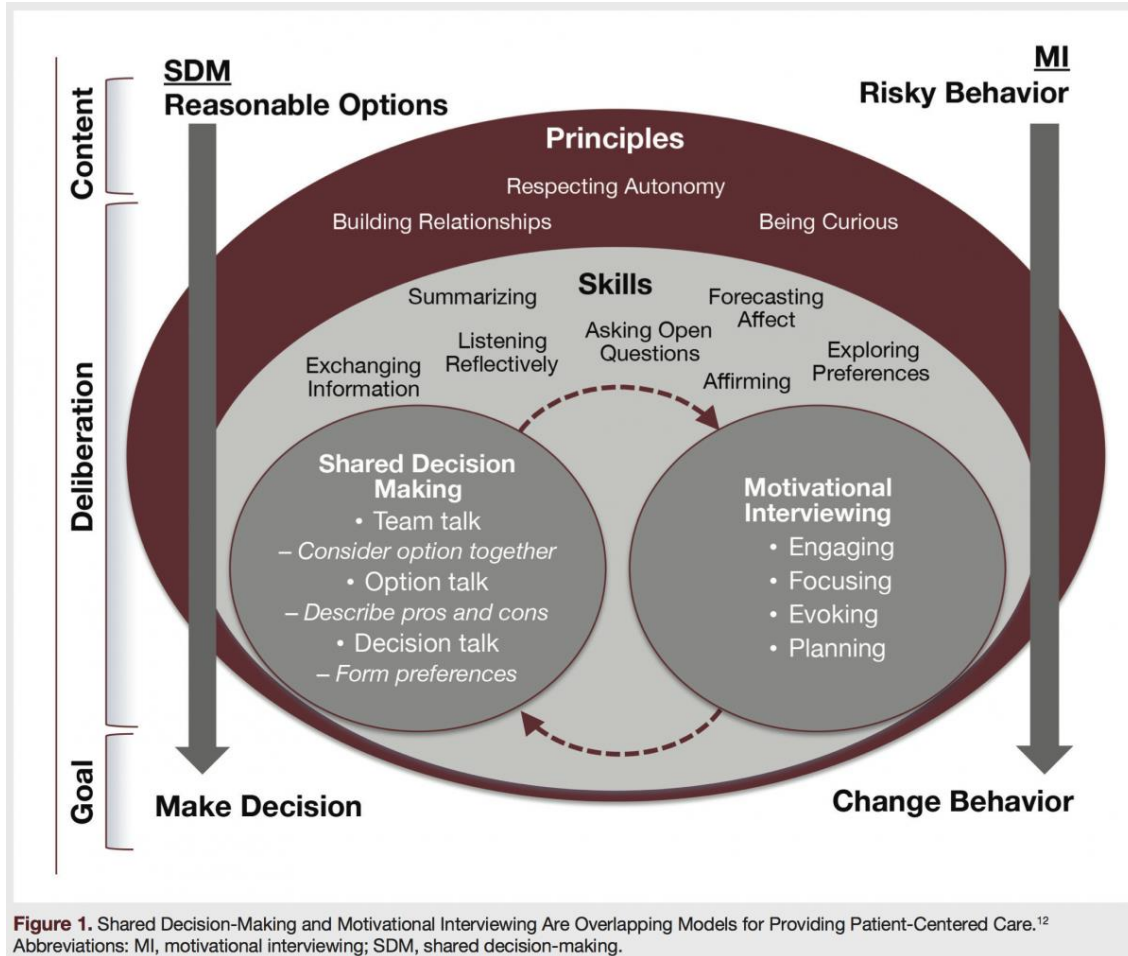 SDM
Reasonable Options
MI
Risky Behavior
Content
Deliberation
Goal
Principles
Respecting Autonomy
Building Relationships
Being Curious
Skills
Summarizing
Forecasting
Affect
Listening
Reflectively
Asking Open
Questions
Exchanging
Information
Affirming
Exploring
Preferences
Shared Decision
Making
• Team talk
– Consider option together
• Option talk
– Describe pros and cons
• Decision talk
– Form preferences
Motivational
Interviewing
• Engaging
• Focusing
• Evoking
• Planning
Make Decision
Change Behavior
Figure 1. Shared Decision-Making and Motivational Interviewing Are Overlapping Models for Providing Patient-Centered Care.12
Abbreviations: MI, motivational interviewing; SDM, shared decision-making.